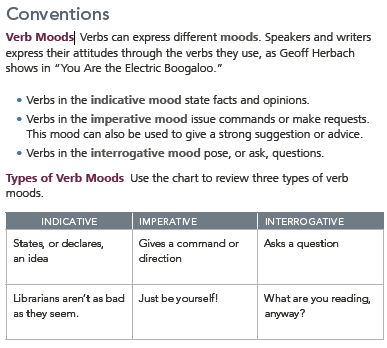 Conventions
Verb Moods Verbs can express different moods. Speakers and writers
express their attitudes through the verbs they use, as Geoff Herbach
shows in “You Are the Electric Boogaloo.”
• Verbs in the indicative mood state facts and opinions.
• Verbs in the imperative mood issue commands or make requests.
This mood can also be used to give a strong suggestion or advice.
• Verbs in the interrogative mood pose, or ask, questions.
Types of Verb Moods Use the chart to review three types of verb
moods.
INDICATIVE IMPERATIVE INTERROGATIVE
States, or declares, Gives a command or Asks a question
an idea direction
Librarians aren’t as bad Just be yourself! What are you reading,
as they seem. anyway?